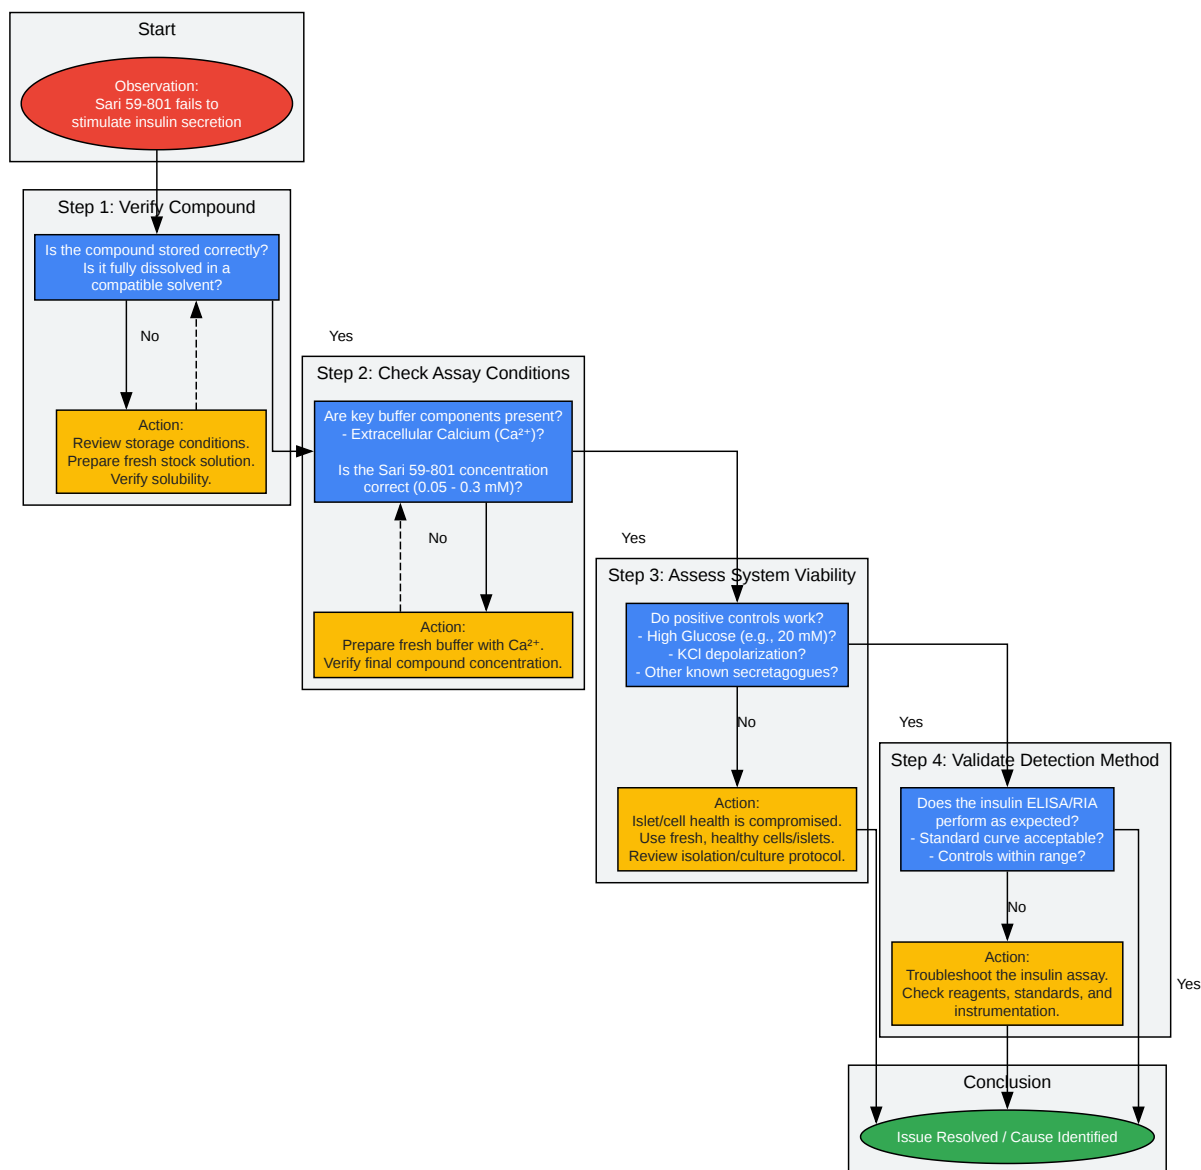 Start
Observation:
Sari 59-801 fails to
stimulate insulin secretion
Step 1: Verify Compound
Is the compound stored correctly?
Is it fully dissolved in a
compatible solvent?
No
Action:
Review storage conditions.
Prepare fresh stock solution.
Verify solubility.
Yes
Step 2: Check Assay Conditions
Are key buffer components present?
- Extracellular Calcium (Ca²⁺)?
Is the Sari 59-801 concentration
correct (0.05 - 0.3 mM)?
No
Action:
Prepare fresh buffer with Ca²⁺.
Verify final compound concentration.
Yes
Step 3: Assess System Viability
Do positive controls work?
- High Glucose (e.g., 20 mM)?
- KCl depolarization?
- Other known secretagogues?
No
Action:
Islet/cell health is compromised.
Use fresh, healthy cells/islets.
Review isolation/culture protocol.
Yes
Step 4: Validate Detection Method
Does the insulin ELISA/RIA
perform as expected?
- Standard curve acceptable?
- Controls within range?
No
Action:
Troubleshoot the insulin assay.
Check reagents, standards, and
instrumentation.
Yes
Conclusion
Issue Resolved / Cause Identified